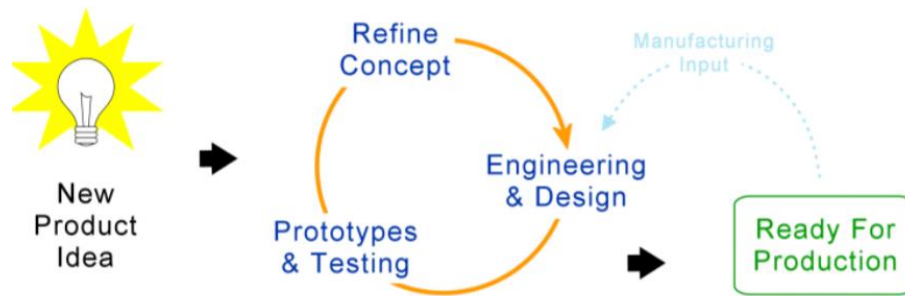 New
Product
Idea
Refine
Concept
Engineering
& Design
Prototypes
& Testing
Manufacturing
Input
Ready For
Production